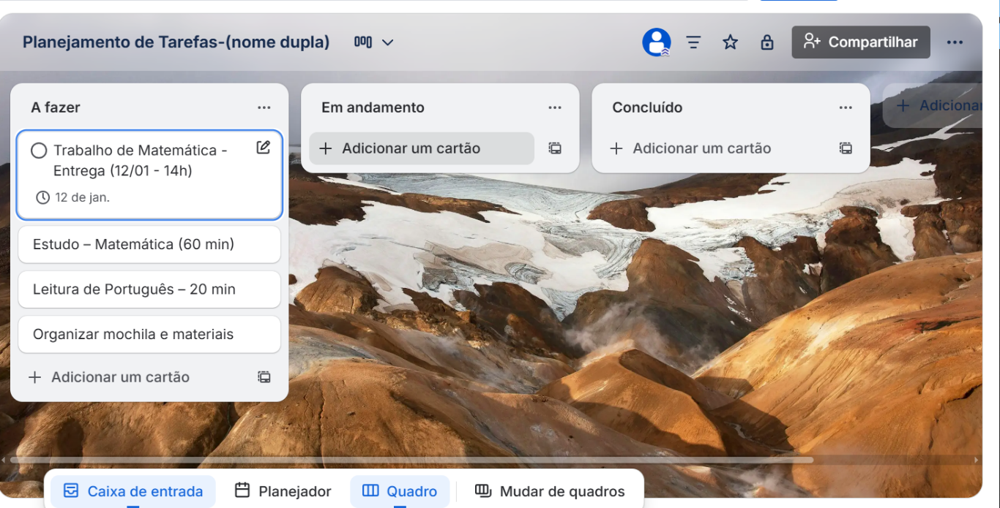 Planejamento de Tarefas-(nome dupla)
Compartilhar
A fazer
Trabalho de Matemática -
Entrega (12/01 - 14h)
12 de jan.
Estudo – Matemática (60 min)
Leitura de Português – 20 min
Organizar mochila e materiais
+ Adicionar um cartão
Em andamento
+ Adicionar um cartão
Concluído
+ Adicionar um cartão
+ Adiciona
Caixa de entrada
Planejador
Quadro
Mudar de quadros